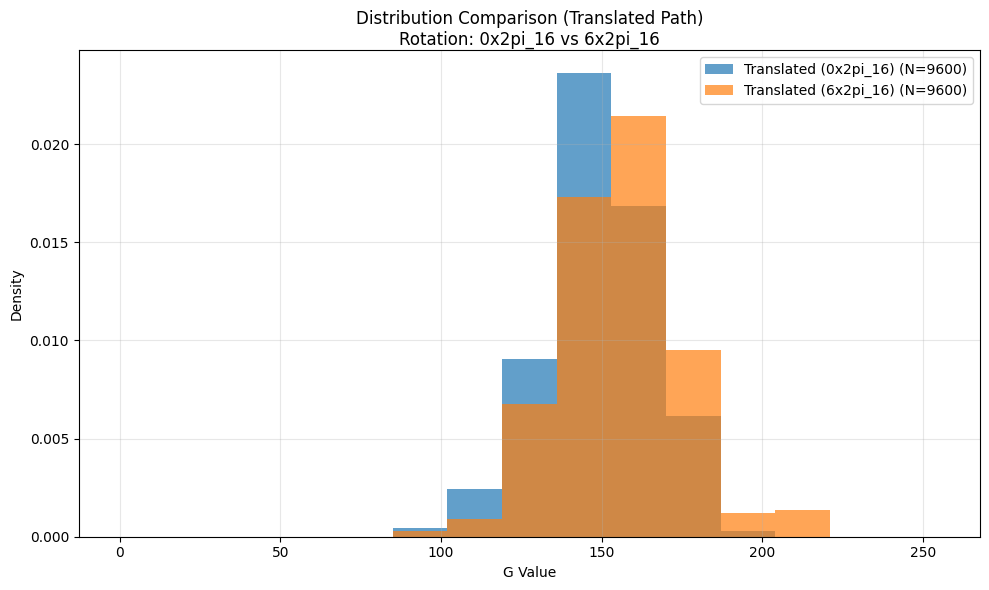 Distribution Comparison (Translated Path)
Rotation: 0x2pi_16 vs 6x2pi_16
Translated (0x2pi_16) (N=9600)
Translated (6x2pi_16) (N=9600)
Density
0.020
0.015
0.010
0.005
0.000
0 50 100 150 200 250
G Value